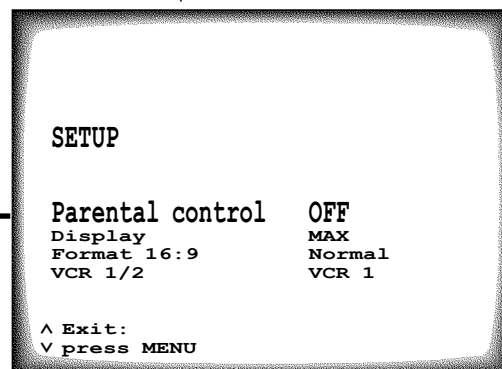 SETUP
Parental control OFF
Display MAX
Format 16:9 Normal
VCR 1/2 VCR 1
∧ Exit:
∨ press MENU